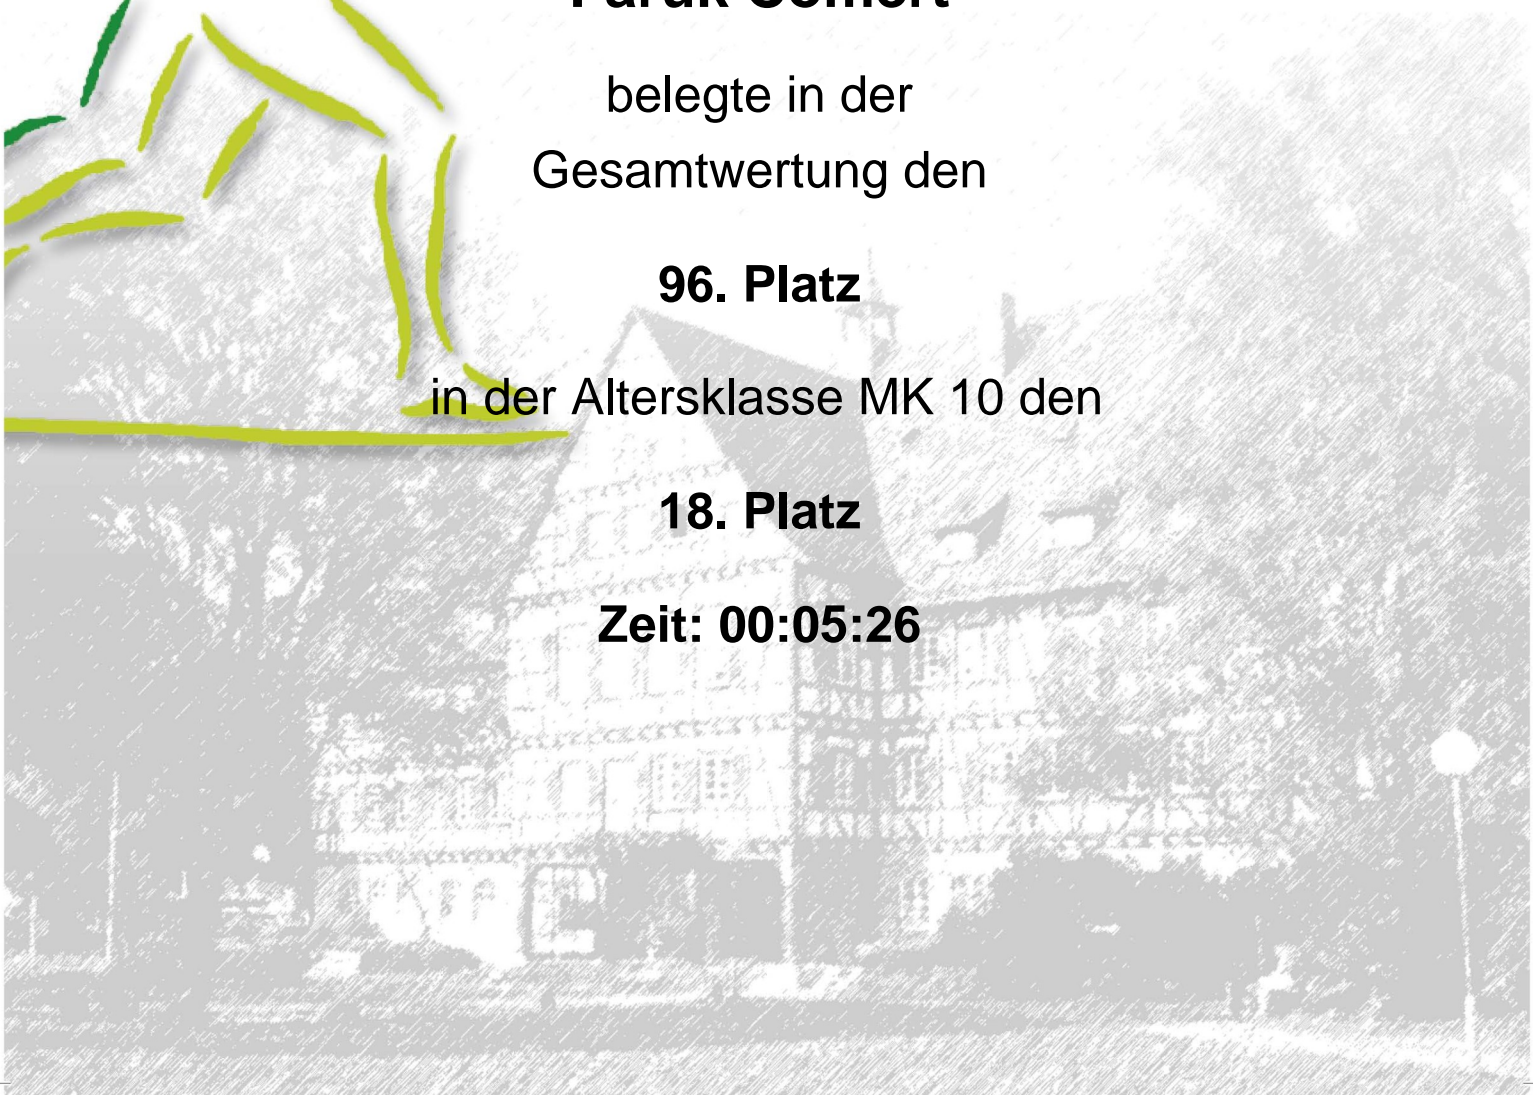 belegte in der
Gesamtwertung den
96. Platz
in der Altersklasse MK 10 den
18. Platz
Zeit: 00:05:26